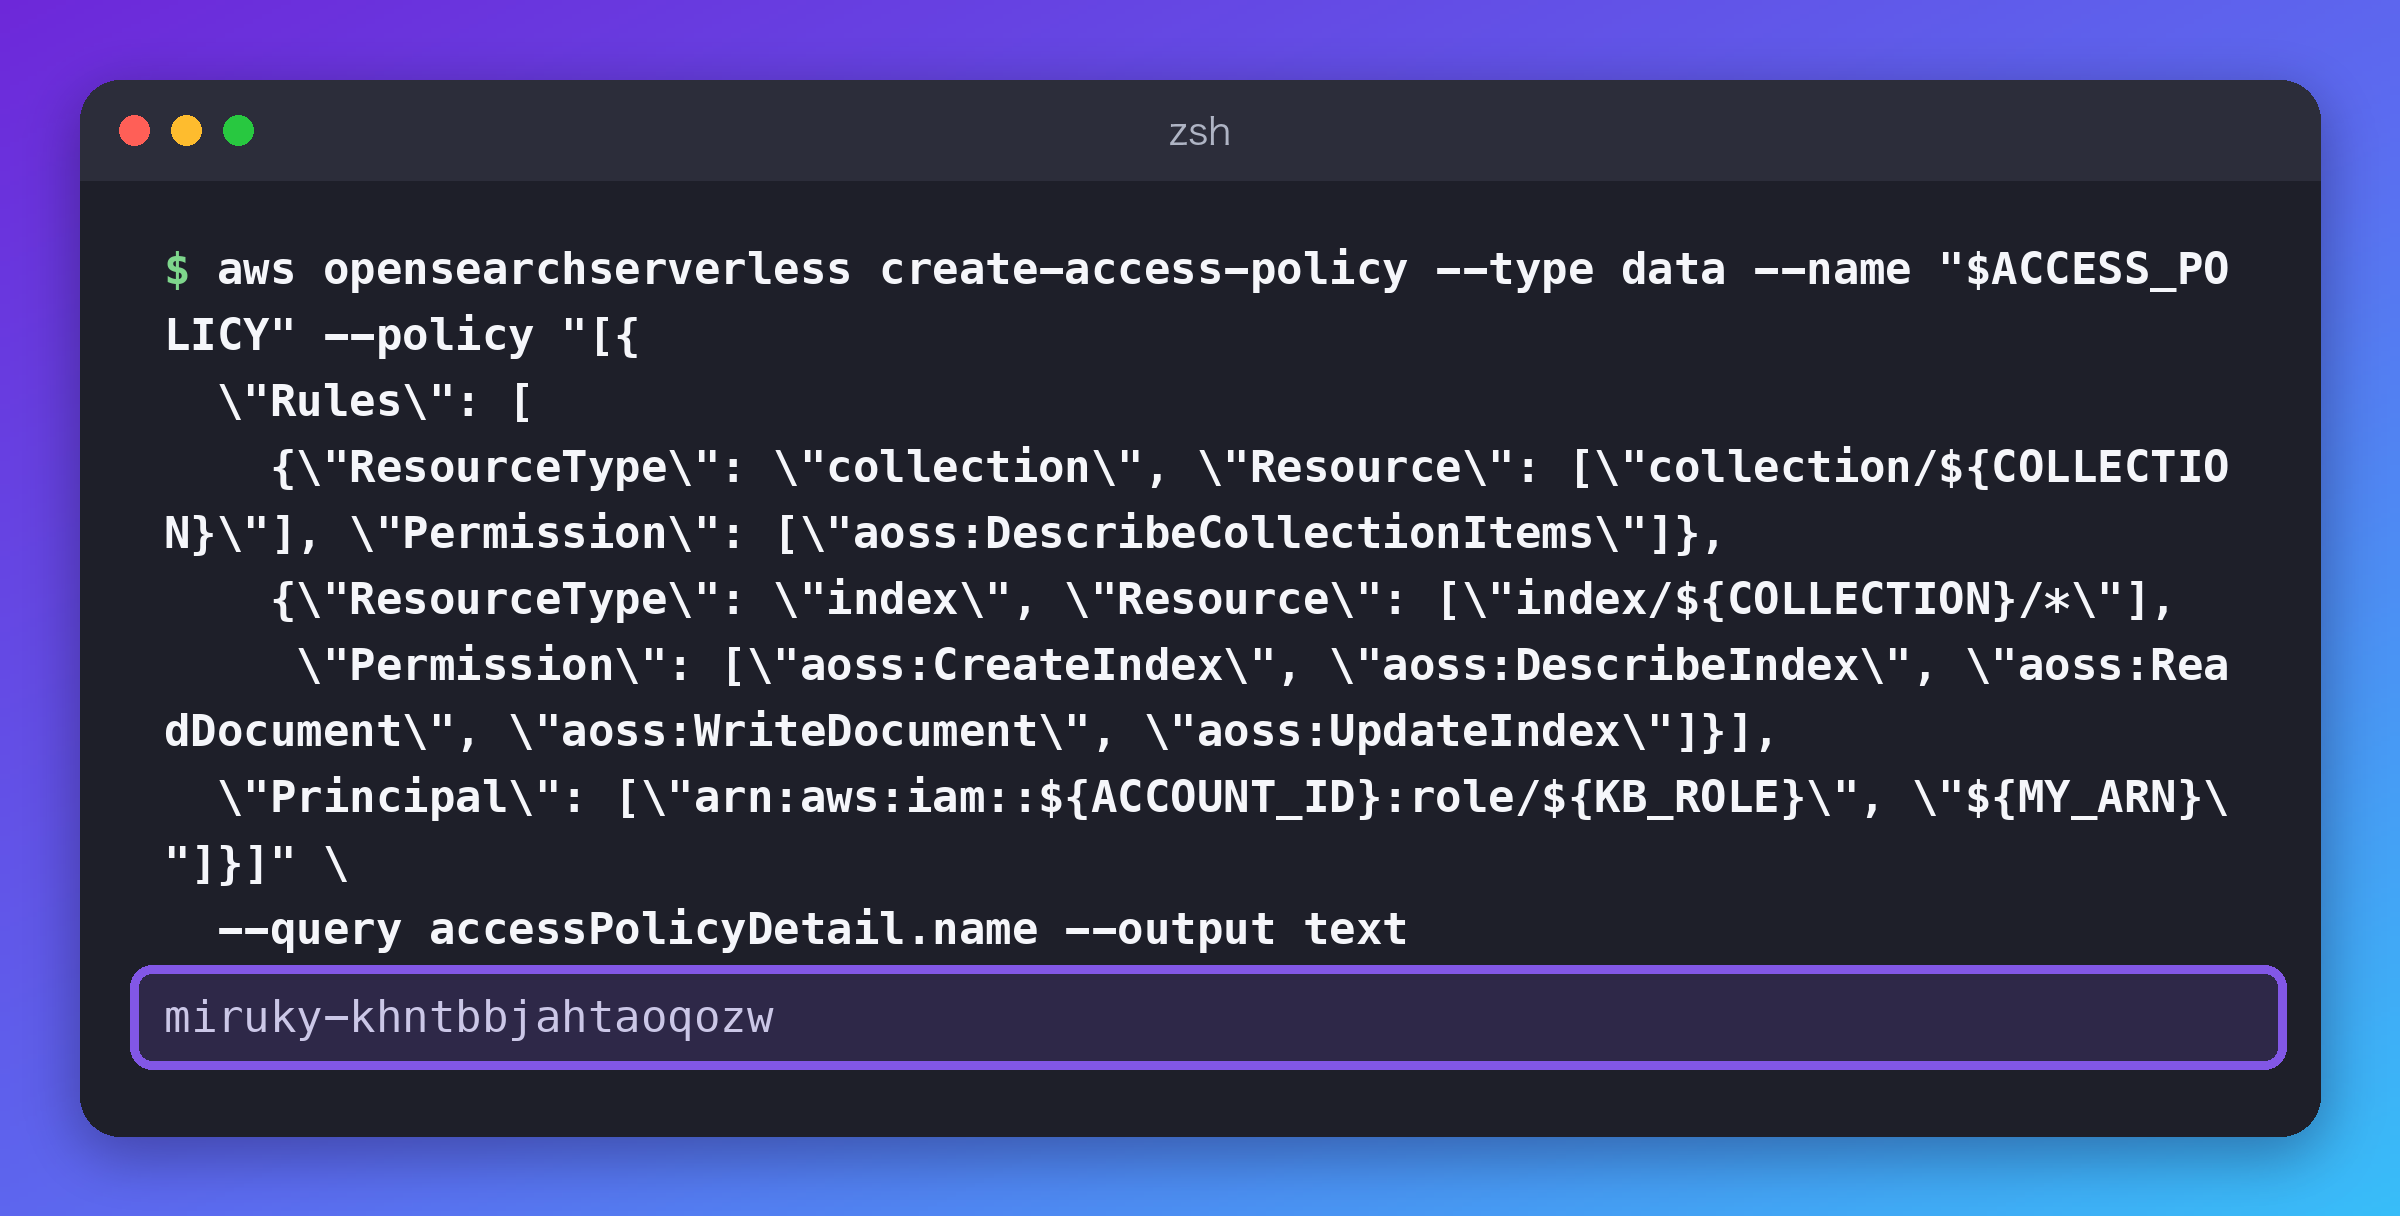 zsh
$ aws opensearchserverless create-access-policy --type data --name "$ACCESS_PO
LICY" --policy "[{
  \"Rules\": [
    {\"ResourceType\": \"collection\", \"Resource\": [\"collection/${COLLECTIO
N}\"], \"Permission\": [\"aoss:DescribeCollectionItems\"]},
    {\"ResourceType\": \"index\", \"Resource\": [\"index/${COLLECTION}/*\"],
     \"Permission\": [\"aoss:CreateIndex\", \"aoss:DescribeIndex\", \"aoss:Rea
dDocument\", \"aoss:WriteDocument\", \"aoss:UpdateIndex\"]}],
  \"Principal\": [\"arn:aws:iam::${ACCOUNT_ID}:role/${KB_ROLE}\", \"${MY_ARN}\
"]}]" \
  --query accessPolicyDetail.name --output text
miruky-khntbbjahtaoqozw